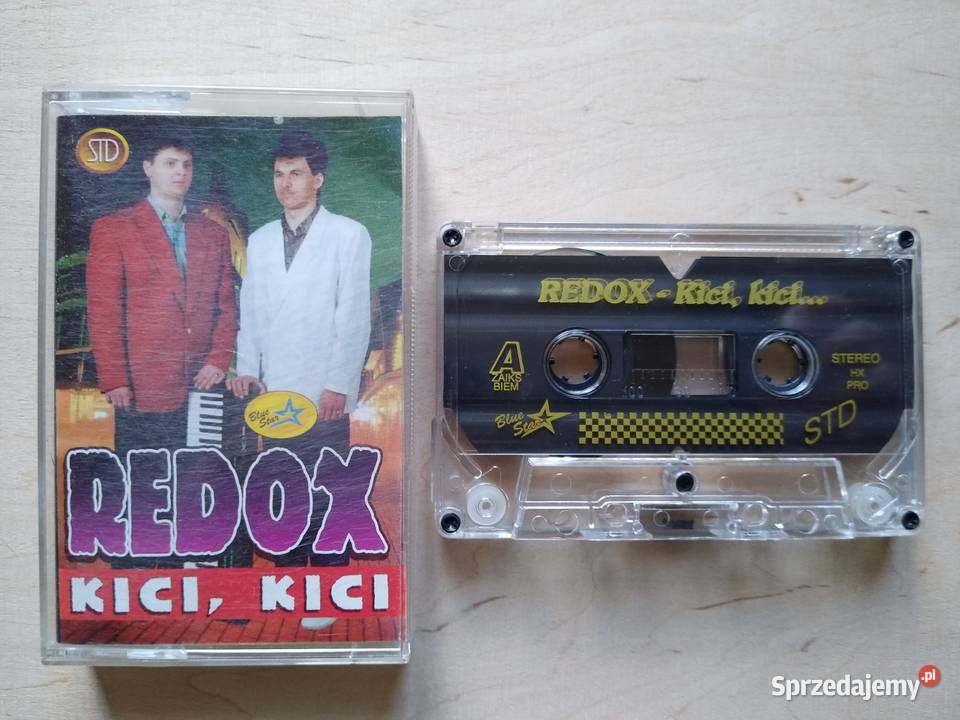 STD
Blue
Star
REDOX
KICI, KICI
REDOX - Kici, kici...
A
ZAIKS
BIEM
STEREO
HX
PRO
Blue
Star
STD
Sprzedajemy.pl